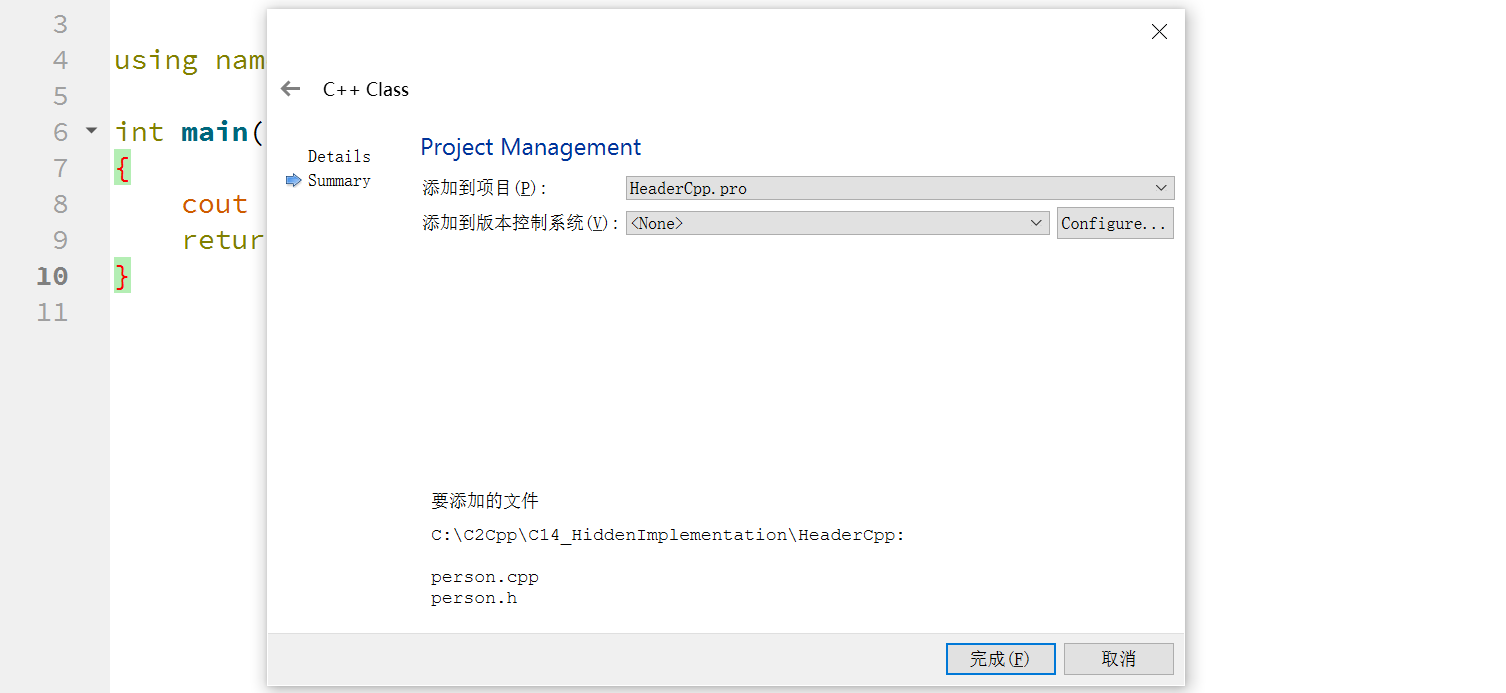 3
4 using nam
5
6 int main(
7 {
8 cout
9 retur
10 }
11
C++ Class
Details
Summary
Project Management
添加到项目(P):
HeaderCpp.pro
添加到版本控制系统(V):
<None>
Configure...
要添加的文件
C:\C2Cpp\C14_HiddenImplementation\HeaderCpp:
person.cpp
person.h
完成(F)
取消